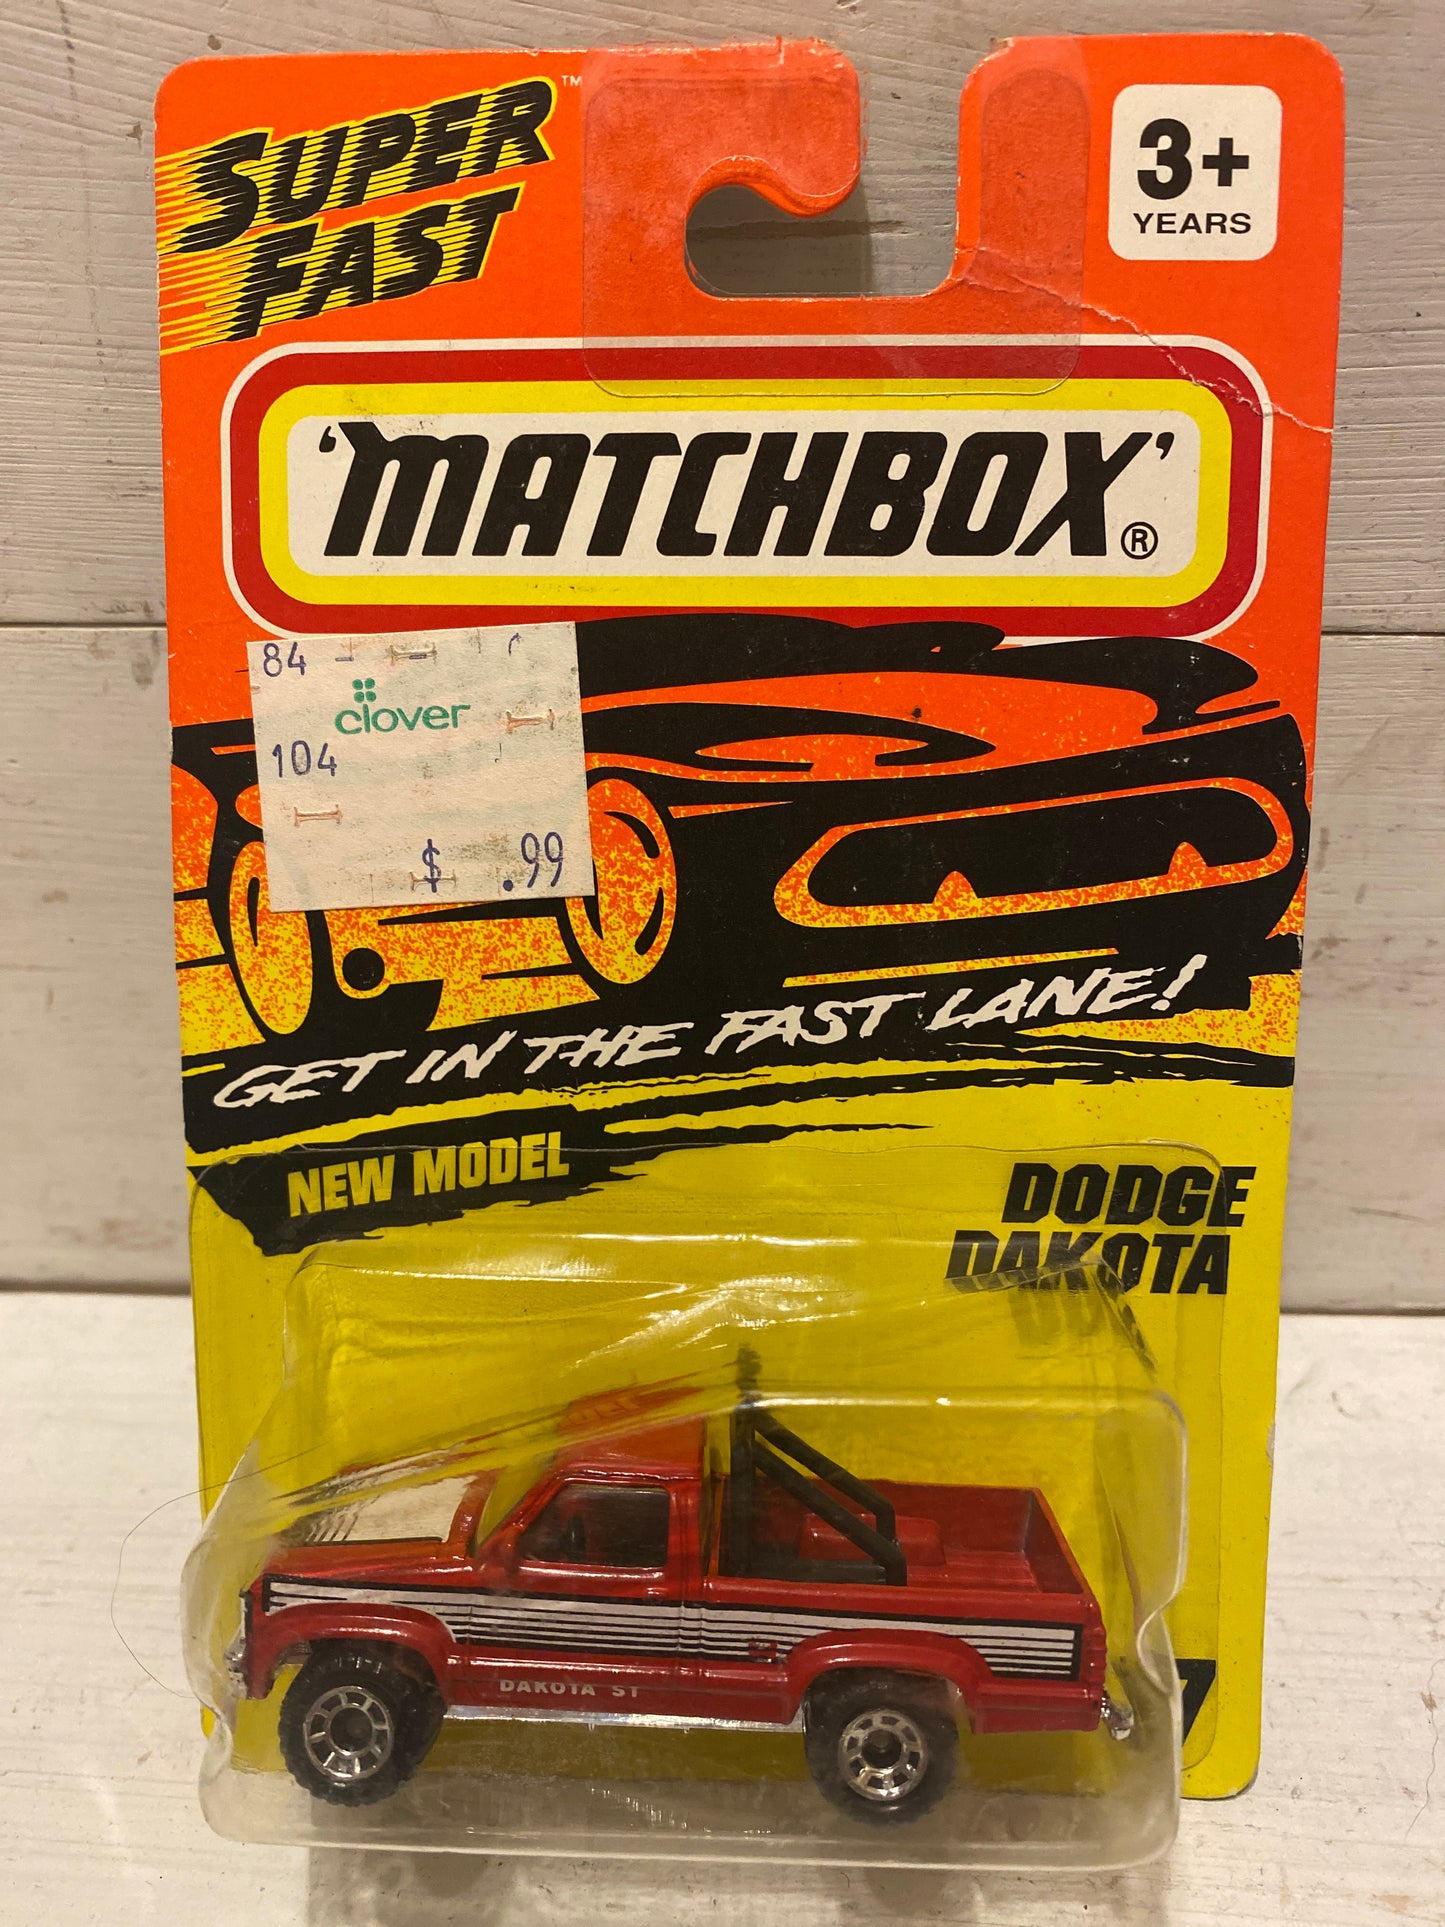 SUPER ™
FAST
3+
YEARS
'MATCHBOX' ®
84
clover
104
$ .99
GET IN THE FAST LANE!
NEW MODEL
DODGE
DAKOTA
DAKOTA ST